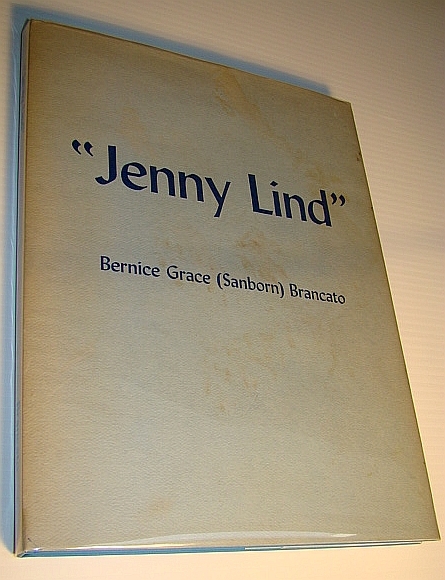 “Jenny Lind”
Bernice Grace (Sanborn) Brancato